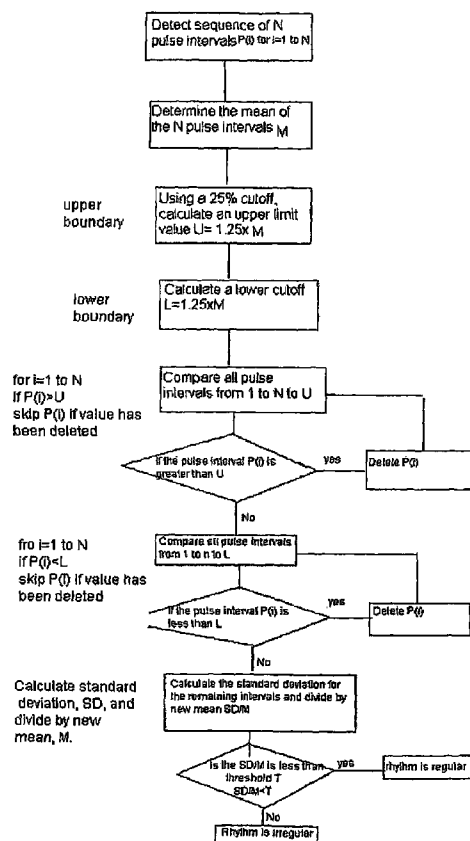 Detect sequence of N
pulse intervals P(i) for i=1 to N
Determine the mean of
the N pulse intervals M
upper
boundary
Using a 25% cutoff,
calculate an upper limit
value U= 1.25x M
lower
boundary
Calculate a lower cutoff
L=1.25xM
for i=1 to N
if P(i)>U
skip P(i) if value has
been deleted
Compare all pulse
intervals from 1 to N to U
if the pulse interval P(i) is
greater than U
yes
Delete P(i)
No
fro i=1 to N
if P(i)<L
skip P(i) if value has
been deleted
Compare all pulse intervals
from 1 to n to L
if the pulse interval P(i) is
less than L
yes
Delete P(i)
No
Calculate standard
deviation, SD, and
divide by new
mean, M.
Calculate the standard deviation for
the remaining intervals and divide by
new mean SD/M
is the SD/M is less than
threshold T
SD/M<T
yes
rhythm is regular
No
Rhythm is irregular